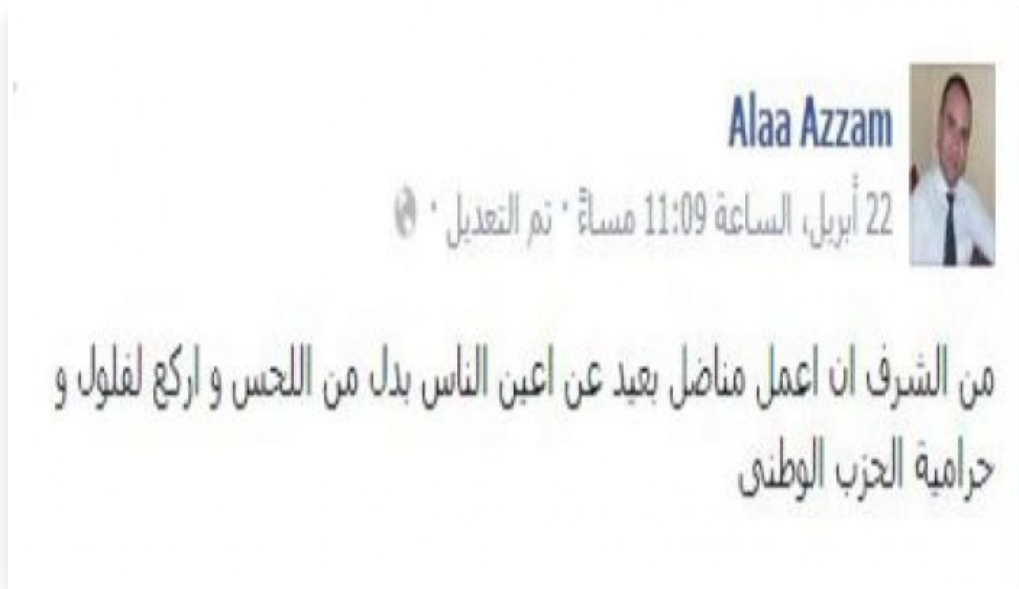 Alaa Azzam
22 أبريل، الساعة 11:09 مساءً · تم التعديل ·
من الشرف ان اعمل مناضل بعيد عن اعين الناس بدل من اللحس و اركع لفلول و
حرامية الحزب الوطنى